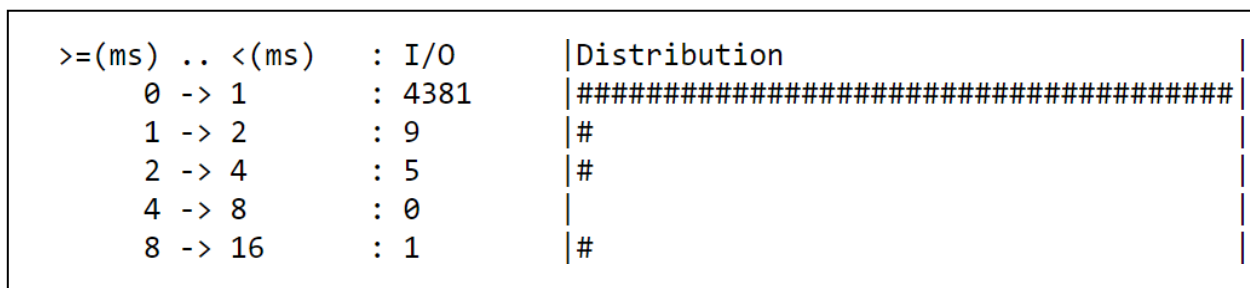 >=(ms) .. <(ms)   : I/O      |Distribution                          |
     0 -> 1       : 4381     |######################################|
     1 -> 2       : 9        |#                                     |
     2 -> 4       : 5        |#                                     |
     4 -> 8       : 0        |                                      |
     8 -> 16      : 1        |#                                     |